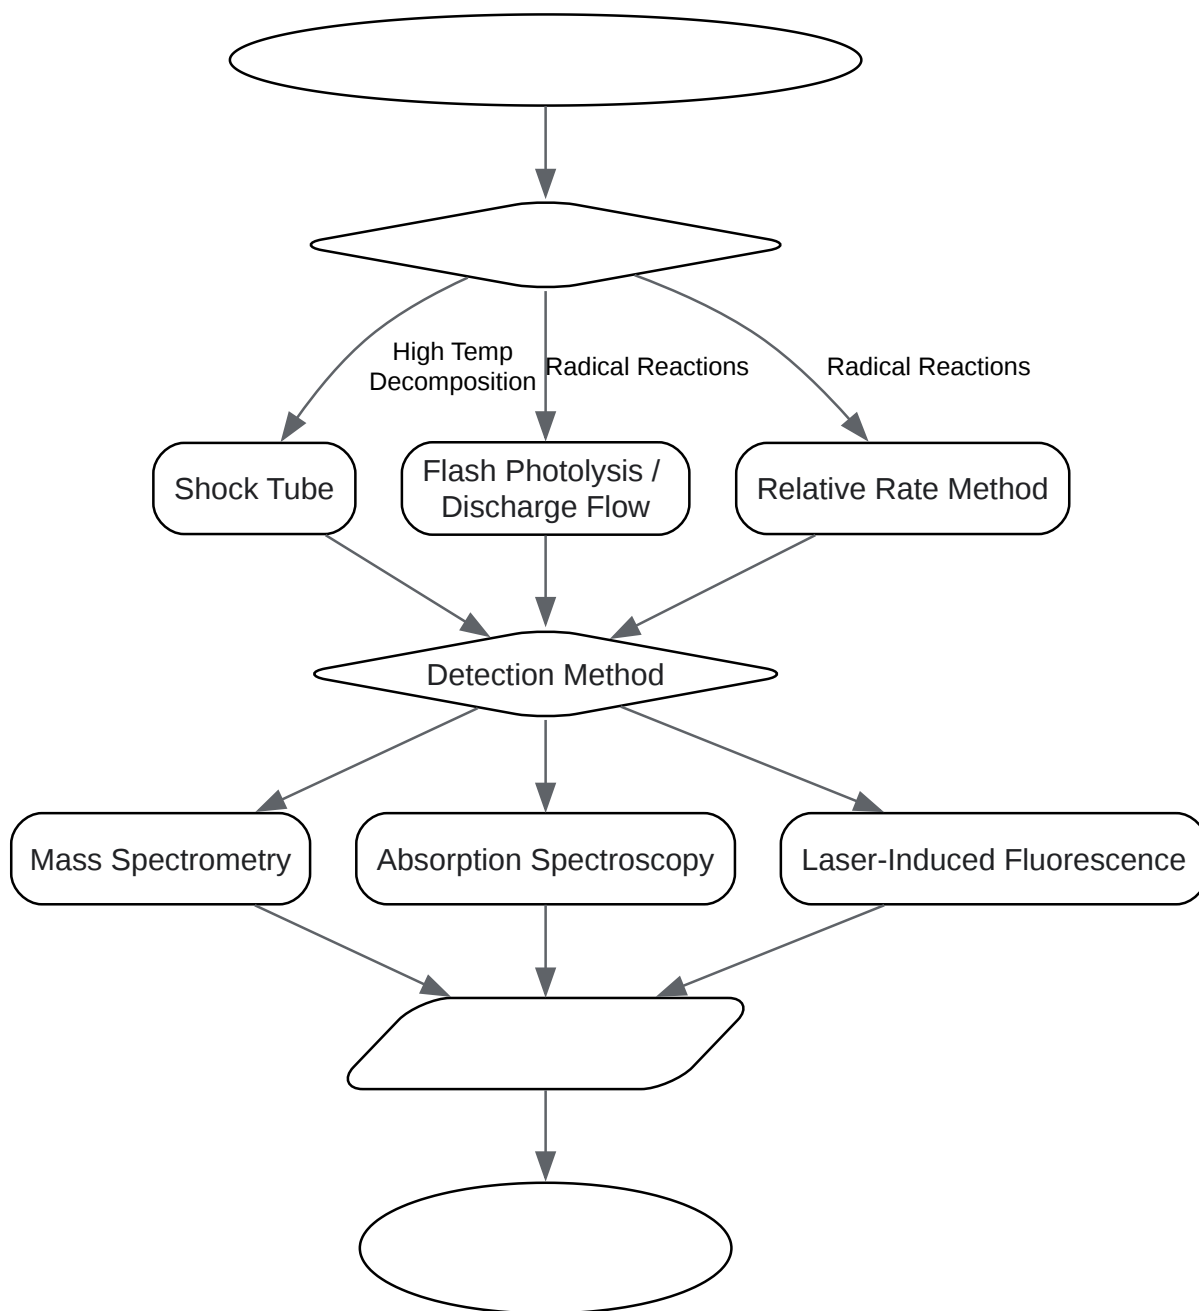 High Temp
Decomposition
Radical Reactions
Radical Reactions
Shock Tube
Flash Photolysis /
Discharge Flow
Relative Rate Method
Detection Method
Mass Spectrometry
Absorption Spectroscopy
Laser-Induced Fluorescence